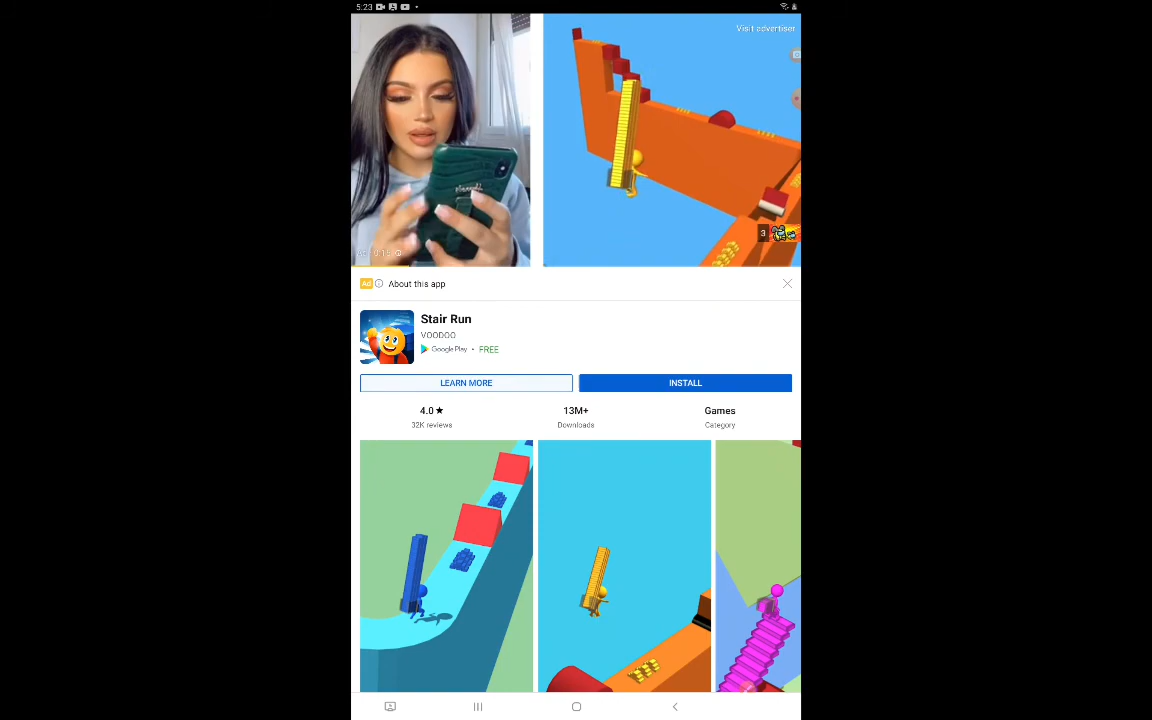 5:23
Visit advertiser
3
Ad
About this app
Stair Run
VOODOO
Google Play • FREE
LEARN MORE
INSTALL
4.0★
32K reviews
13M+
Downloads
Games
Category